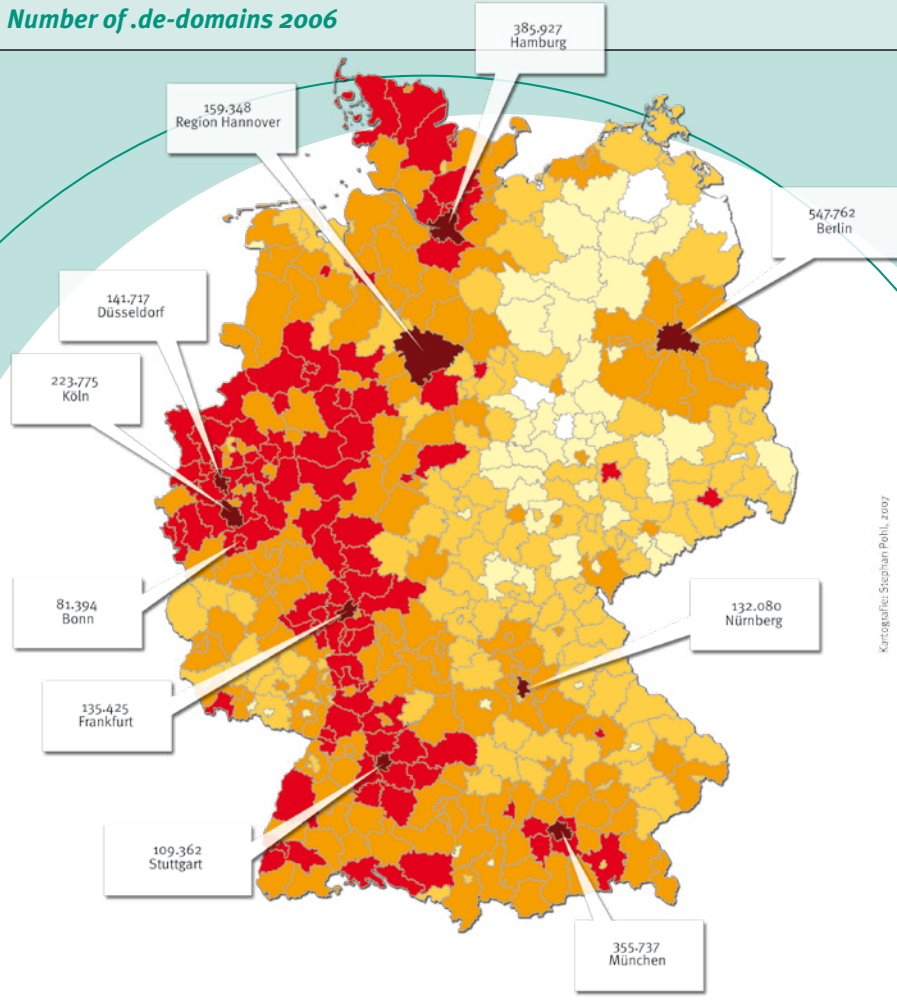 Number of .de-domains 2006
385.927
Hamburg
159.348
Region Hannover
547.762
Berlin
141.717
Düsseldorf
223.775
Köln
81.394
Bonn
132.080
Nürnberg
135.425
Frankfurt
109.362
Stuttgart
355.737
München
Kartografie: Stephan Pohl, 2007